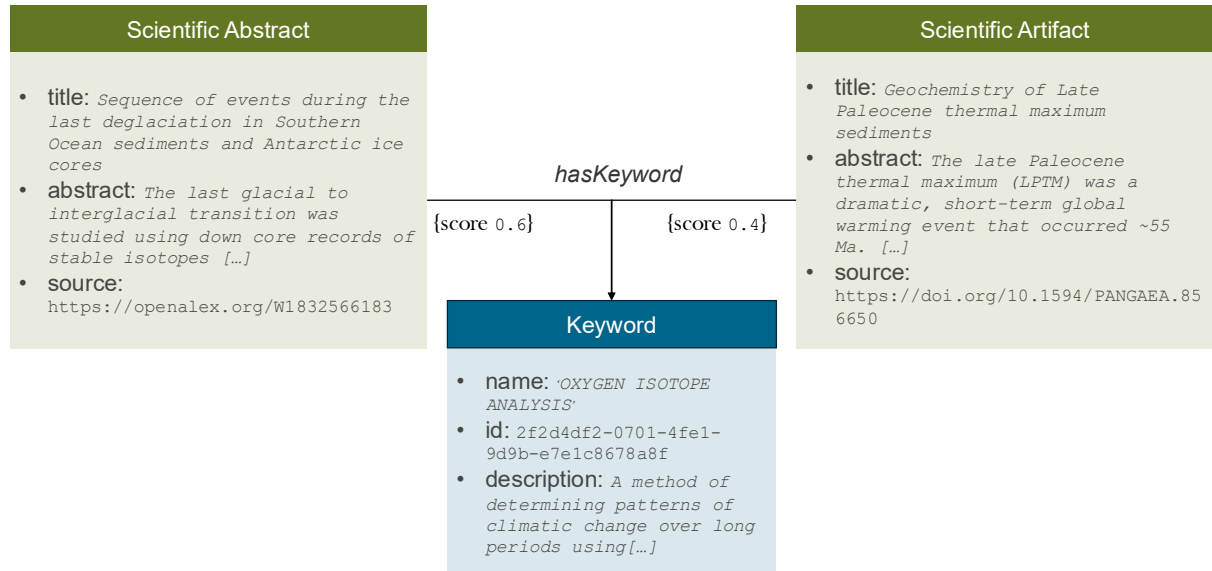 Scientific Abstract
• title: Sequence of events during the
last deglaciation in Southern
Ocean sediments and Antarctic ice
cores
• abstract: The last glacial to
interglacial transition was
studied using down core records of
stable isotopes […]
• source:
https://openalex.org/W1832566183
hasKeyword
{score 0.6}
{score 0.4}
Scientific Artifact
• title: Geochemistry of Late
Paleocene thermal maximum
sediments
• abstract: The late Paleocene
thermal maximum (LPTM) was a
dramatic, short-term global
warming event that occurred ~55
Ma. […]
• source:
https://doi.org/10.1594/PANGAEA.85
6650
Keyword
• name: ‘OXYGEN ISOTOPE
ANALYSIS’
• id: 2f2d4df2-0701-4fe1-
9d9b-e7e1c8678a8f
• description: A method of
determining patterns of
climatic change over long
periods using[…]